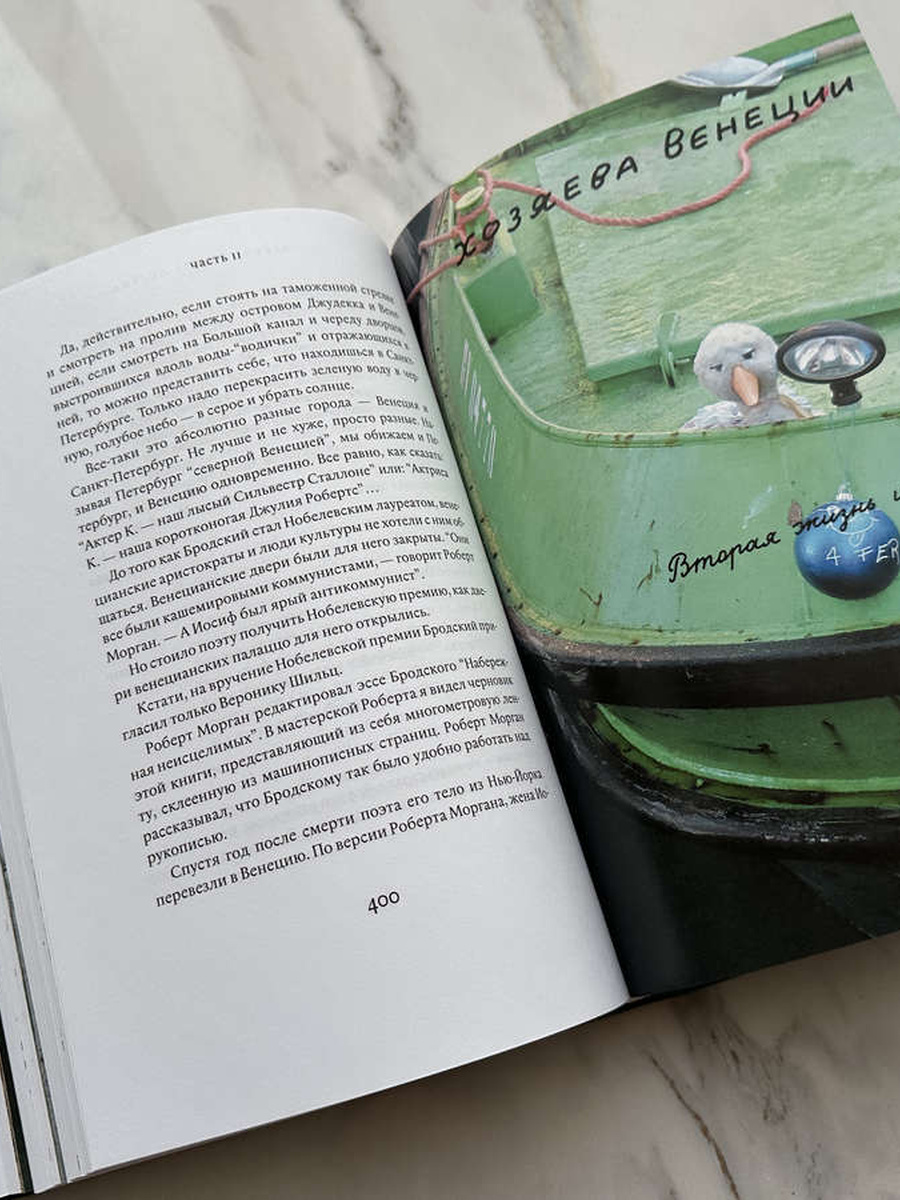 часть II
Да, действительно, если стоять на таможенной стрелке
и смотреть на пролив между островом Джудекка и Вене-
цией, если смотреть на Большой канал и череду дворцов,
выстроившихся вдоль воды-"водички" и отражающихся в
ней, то можно представить себе, что находишься в Санкт-
Петербурге. Только надо перекрасить зеленую воду в чер-
ную, голубое небо — в серое и убрать солнце.
Все-таки это абсолютно разные города — Венеция и
Санкт-Петербург. Не лучше и не хуже, просто разные. На-
зывая Петербург "северной Венецией", мы обижаем и Пе-
тербург, и Венецию одновременно. Все равно, как сказать:
"Актер К. — наш лысый Сильвестр Сталлоне" или: "Актриса
К. — наша коротконогая Джулия Робертс"…
До того как Бродский стал Нобелевским лауреатом, вене-
цианские аристократы и люди культуры не хотели с ним об-
щаться. Венецианские двери были для него закрыты. "Они
все были кашемировыми коммунистами, — говорит Роберт
Морган. — А Иосиф был ярый антикоммунист".
Но стоило поэту получить Нобелевскую премию, как две-
ри венецианских палаццо для него открылись.
Кстати, на вручение Нобелевской премии Бродский при-
гласил только Веронику Шильц.
Роберт Морган редактировал эссе Бродского "Набереж-
ная неисцелимых". В мастерской Роберта я видел черновик
этой книги, представляющий из себя многометровую лен-
ту, склеенную из машинописных страниц. Роберт Морган
рассказывал, что Бродскому так было удобно работать над
рукописью.
Спустя год после смерти поэта его тело из Нью-Йорка
перевезли в Венецию. По версии Роберта Моргана, жена Ио-
400
ХОЗЯЕВА ВЕНЕЦИИ
Вторая жизнь
4 FER